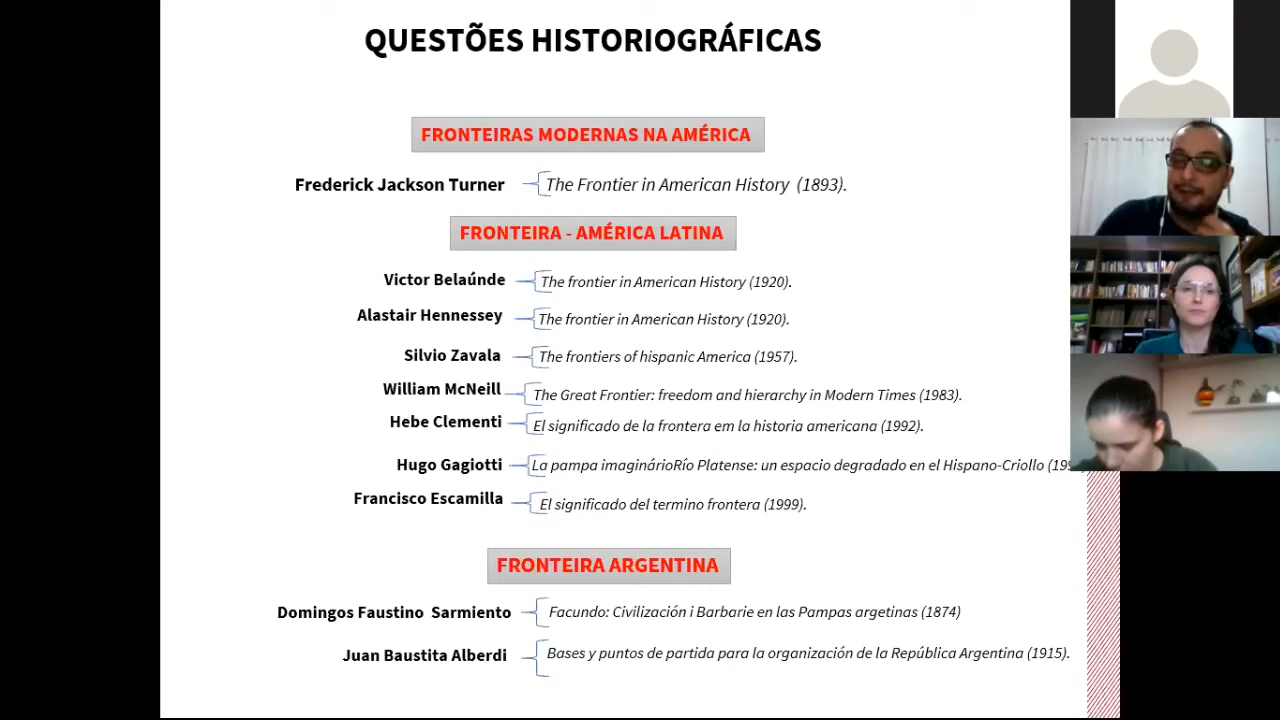 QUESTÕES HISTORIOGRÁFICAS
FRONTEIRAS MODERNAS NA AMÉRICA
Frederick Jackson Turner The Frontier in American History (1893).
FRONTEIRA - AMÉRICA LATINA
Victor Belaúnde The frontier in American History (1920).
Alastair Hennessey The frontier in American History (1920).
Silvio Zavala The frontiers of hispanic America (1957).
William McNeill The Great Frontier: freedom and hierarchy in Modern Times (1983).
Hebe Clementi El significado de la frontera em la historia americana (1992).
Hugo Gagiotti La pampa imaginárioRío Platense: un espacio degradado en el Hispano-Criollo
Francisco Escamilla El significado del termino frontera (1999).
FRONTEIRA ARGENTINA
Domingos Faustino Sarmiento Facundo: Civilización i Barbarie en las Pampas argetinas (1874)
Juan Baustita Alberdi Bases y puntos de partida para la organización de la República Argentina (1915).